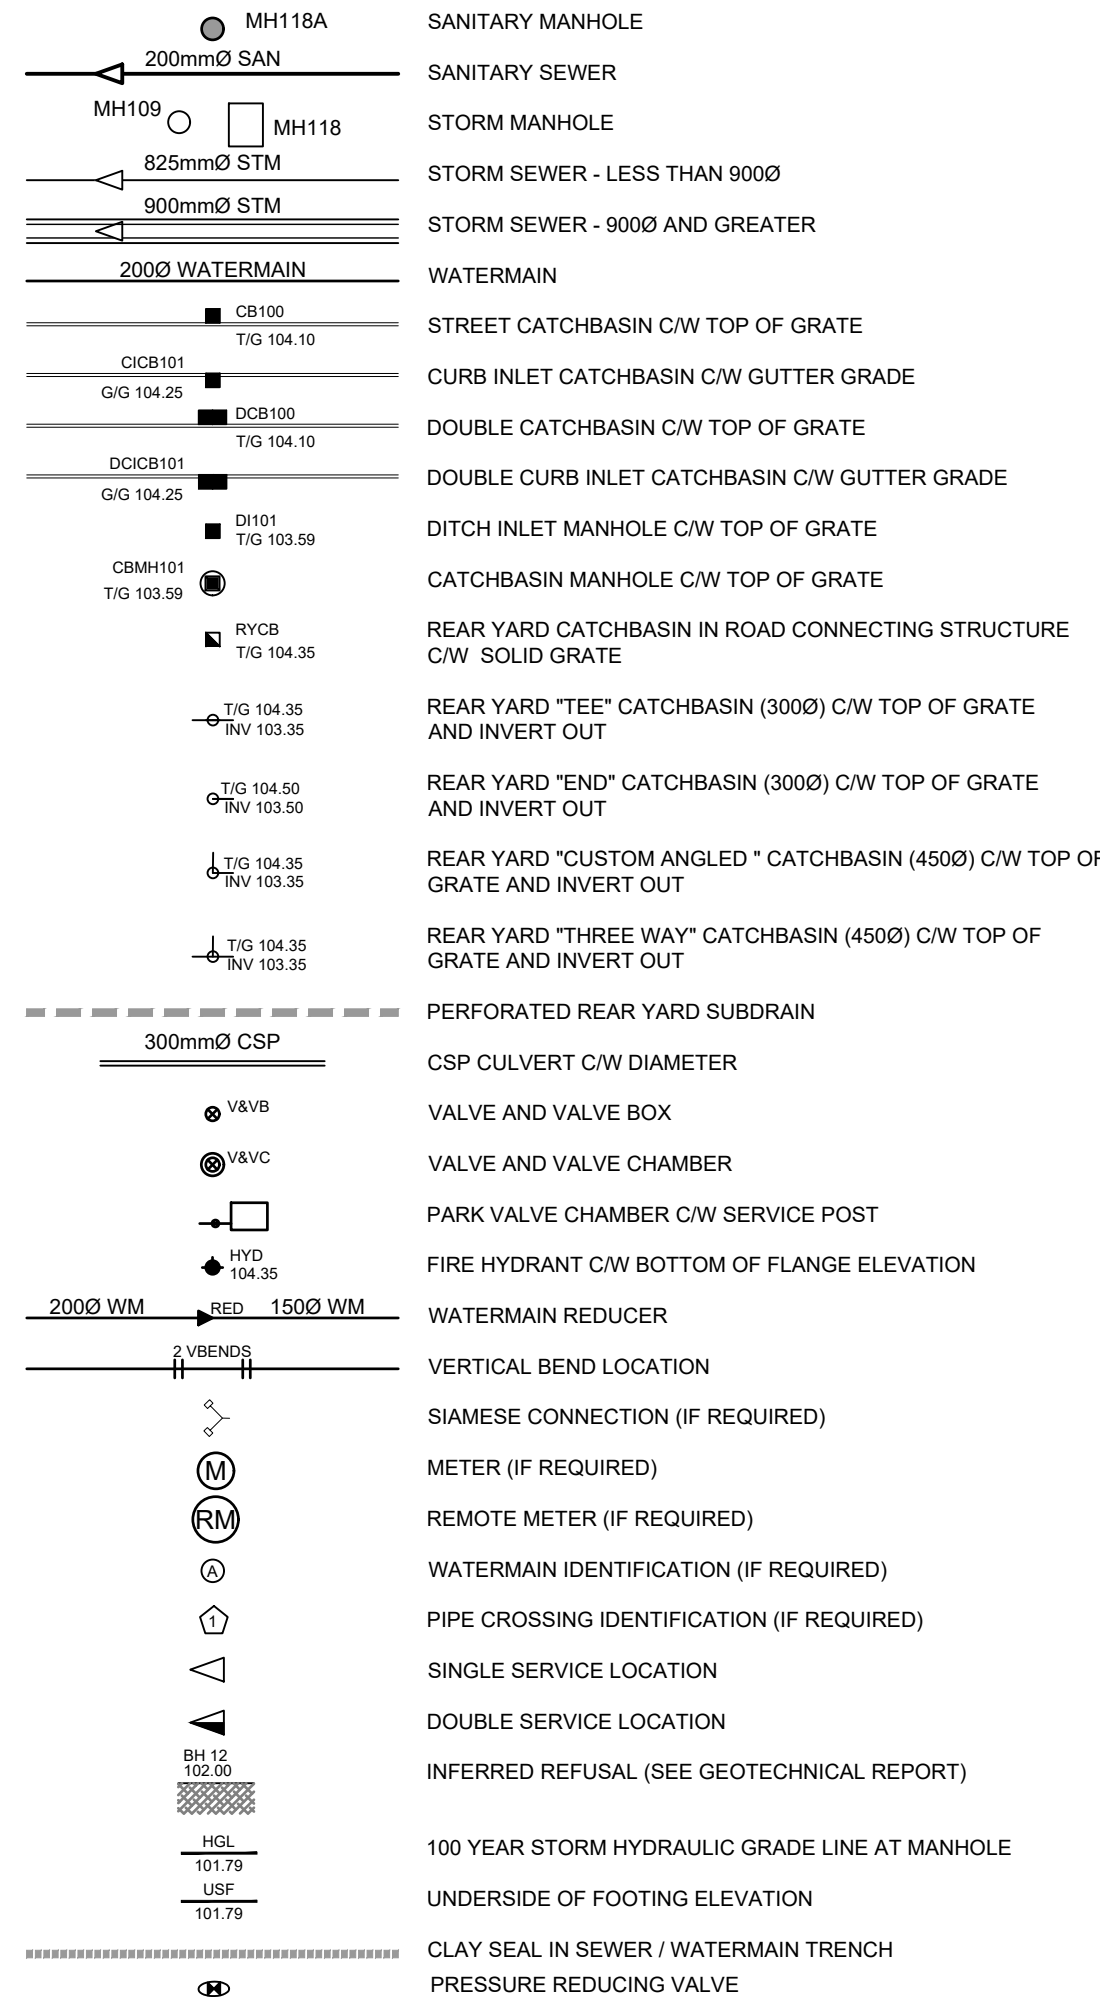 MH118A SANITARY MANHOLE
200mmØ SAN SANITARY SEWER
MH109 MH118 STORM MANHOLE
825mmØ STM STORM SEWER - LESS THAN 900Ø
900mmØ STM STORM SEWER - 900Ø AND GREATER
200Ø WATERMAIN WATERMAIN
CB100
T/G 104.10
STREET CATCHBASIN C/W TOP OF GRATE
CICB101
G/G 104.25
CURB INLET CATCHBASIN C/W GUTTER GRADE
DCB100
T/G 104.10
DOUBLE CATCHBASIN C/W TOP OF GRATE
DCICB101
G/G 104.25
DOUBLE CURB INLET CATCHBASIN C/W GUTTER GRADE
DI101
T/G 103.59
DITCH INLET MANHOLE C/W TOP OF GRATE
CBMH101
T/G 103.59
CATCHBASIN MANHOLE C/W TOP OF GRATE
RYCB
T/G 104.35
REAR YARD CATCHBASIN IN ROAD CONNECTING STRUCTURE
C/W SOLID GRATE
T/G 104.35
INV 103.35
REAR YARD "TEE" CATCHBASIN (300Ø) C/W TOP OF GRATE
AND INVERT OUT
T/G 104.50
INV 103.50
REAR YARD "END" CATCHBASIN (300Ø) C/W TOP OF GRATE
AND INVERT OUT
T/G 104.35
INV 103.35
REAR YARD "CUSTOM ANGLED " CATCHBASIN (450Ø) C/W TOP OF
GRATE AND INVERT OUT
T/G 104.35
INV 103.35
REAR YARD "THREE WAY" CATCHBASIN (450Ø) C/W TOP OF
GRATE AND INVERT OUT
PERFORATED REAR YARD SUBDRAIN
300mmØ CSP CSP CULVERT C/W DIAMETER
V&VB VALVE AND VALVE BOX
V&VC VALVE AND VALVE CHAMBER
PARK VALVE CHAMBER C/W SERVICE POST
HYD
104.35
FIRE HYDRANT C/W BOTTOM OF FLANGE ELEVATION
200Ø WM RED 150Ø WM WATERMAIN REDUCER
2 VBENDS VERTICAL BEND LOCATION
SIAMESE CONNECTION (IF REQUIRED)
M METER (IF REQUIRED)
RM REMOTE METER (IF REQUIRED)
A WATERMAIN IDENTIFICATION (IF REQUIRED)
1 PIPE CROSSING IDENTIFICATION (IF REQUIRED)
SINGLE SERVICE LOCATION
DOUBLE SERVICE LOCATION
BH 12
102.00
INFERRED REFUSAL (SEE GEOTECHNICAL REPORT)
HGL
101.79
100 YEAR STORM HYDRAULIC GRADE LINE AT MANHOLE
USF
101.79
UNDERSIDE OF FOOTING ELEVATION
CLAY SEAL IN SEWER / WATERMAIN TRENCH
PRESSURE REDUCING VALVE